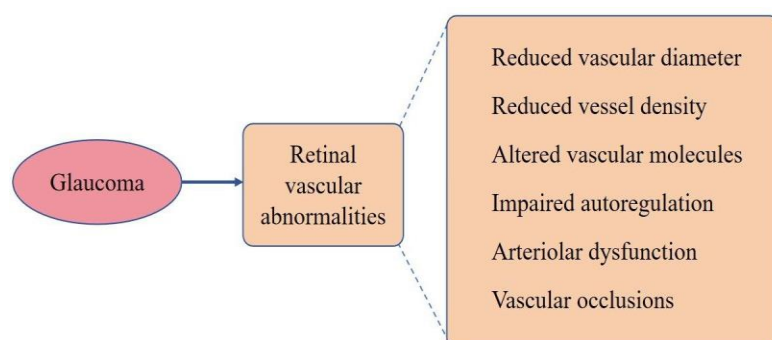 Glaucoma
Retinal
vascular
abnormalities
Reduced vascular diameter
Reduced vessel density
Altered vascular molecules
Impaired autoregulation
Arteriolar dysfunction
Vascular occlusions